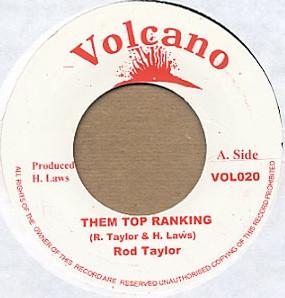 Volcano
Produced
H. Laws
A. Side
VOL020
THEM TOP RANKING
(R. Taylor & H. Laws)
Rod Taylor
ALL RIGHTS OF THE OWNER OF THIS RECORD ARE RESERVED UNAUTHORISED COPYING OF THIS RECORD PROHIBITED